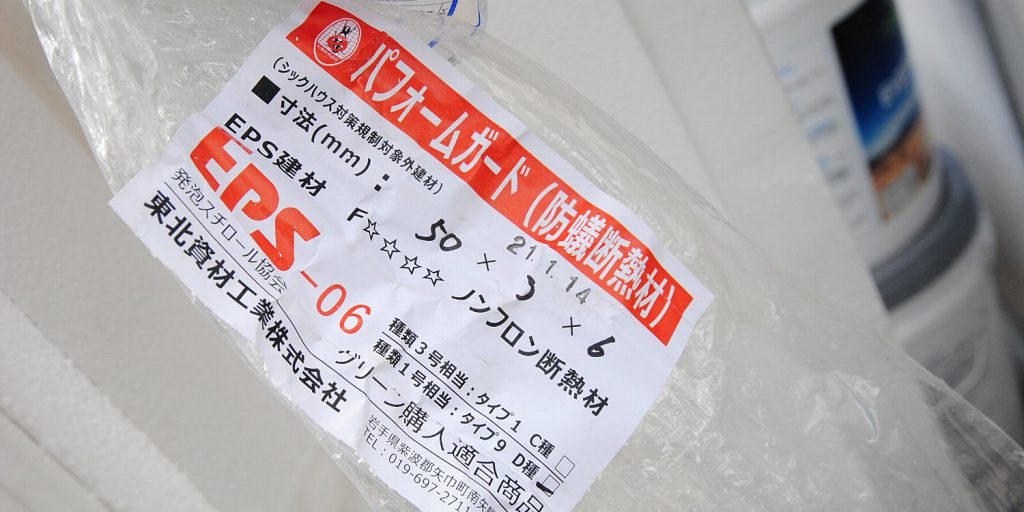 パフォームガード(防蟻断熱材)
(シックハウス対策規制対象外建材)
■寸法(mm):
21.1.14
50 × 3 × 6
EPS建材 F☆☆☆☆ ノンフロン断熱材
EPS-06
種類3号相当:タイプ1 C種□
種類1号相当:タイプ9 D種□
発泡スチロール協会
グリーン購入適合商品
東北資材工業株式会社
岩手県紫波郡矢巾町南矢
TEL:019-697-2711